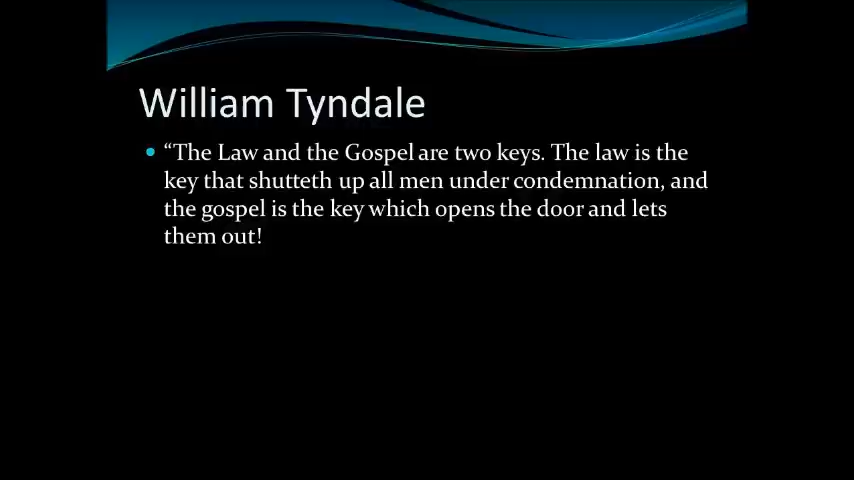 William Tyndale
“The Law and the Gospel are two keys. The law is the
key that shutteth up all men under condemnation, and
the gospel is the key which opens the door and lets
them out!